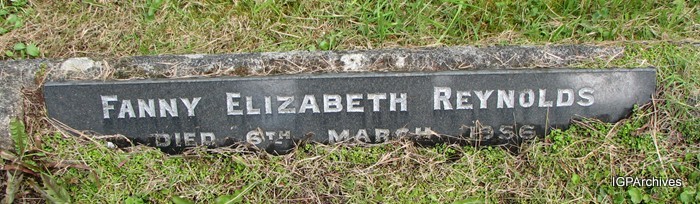 FANNY ELIZABETH REYNOLDS
DIED 6TH MARCH 1956
IGPArchives